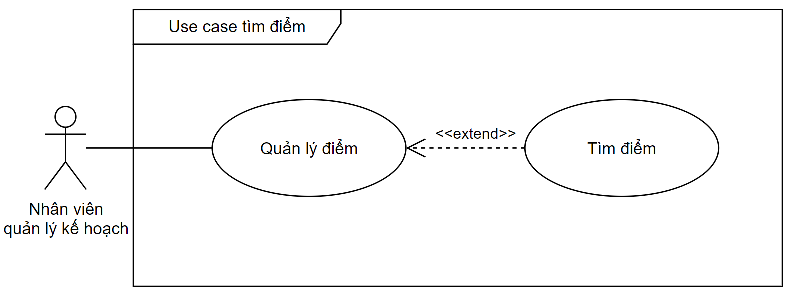 Use case tìm điểm
<<extend>>
Quản lý điểm
Tìm điểm
Nhân viên
quản lý kế hoạch